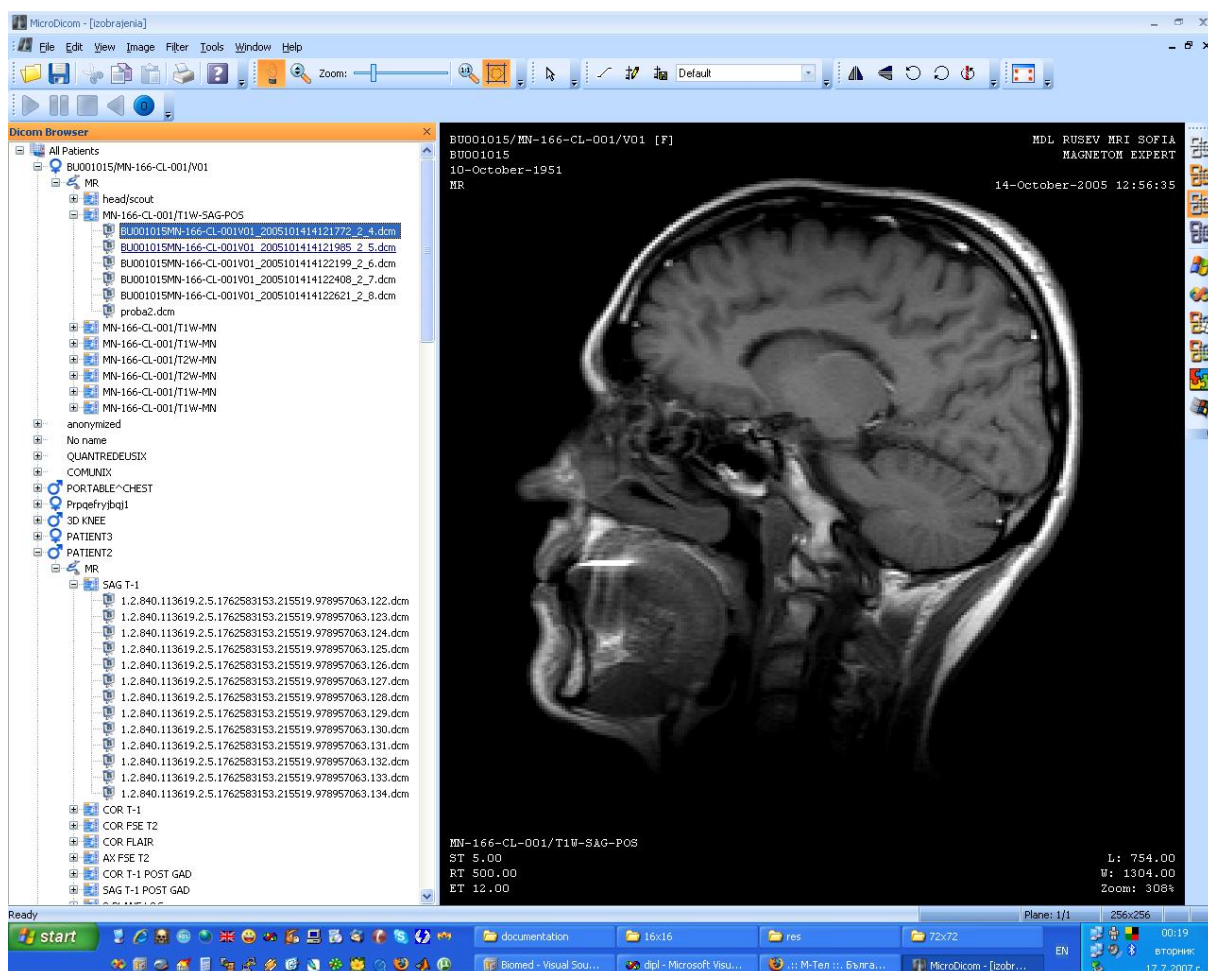 MicroDicom - [izobrajenia]
File Edit View Image Filter Tools Window Help
Zoom:
1:1
Default
0
Dicom Browser
All Patients
BU001015/MN-166-CL-001/V01
MR
head/scout
MN-166-CL-001/T1W-SAG-POS
BU001015MN-166-CL-001V01_2005101414121772_2_4.dcm
BU001015MN-166-CL-001V01_2005101414121985_2_5.dcm
BU001015MN-166-CL-001V01_2005101414122199_2_6.dcm
BU001015MN-166-CL-001V01_2005101414122408_2_7.dcm
BU001015MN-166-CL-001V01_2005101414122621_2_8.dcm
proba2.dcm
MN-166-CL-001/T1W-MN
MN-166-CL-001/T1W-MN
MN-166-CL-001/T2W-MN
MN-166-CL-001/T2W-MN
MN-166-CL-001/T1W-MN
MN-166-CL-001/T1W-MN
anonymized
No name
QUANTREDEUSIX
COMUNIX
PORTABLE^CHEST
Prpqefryjbqj1
3D KNEE
PATIENT3
PATIENT2
MR
SAG T-1
1.2.840.113619.2.5.1762583153.215519.978957063.122.dcm
1.2.840.113619.2.5.1762583153.215519.978957063.123.dcm
1.2.840.113619.2.5.1762583153.215519.978957063.124.dcm
1.2.840.113619.2.5.1762583153.215519.978957063.125.dcm
1.2.840.113619.2.5.1762583153.215519.978957063.126.dcm
1.2.840.113619.2.5.1762583153.215519.978957063.127.dcm
1.2.840.113619.2.5.1762583153.215519.978957063.128.dcm
1.2.840.113619.2.5.1762583153.215519.978957063.129.dcm
1.2.840.113619.2.5.1762583153.215519.978957063.130.dcm
1.2.840.113619.2.5.1762583153.215519.978957063.131.dcm
1.2.840.113619.2.5.1762583153.215519.978957063.132.dcm
1.2.840.113619.2.5.1762583153.215519.978957063.133.dcm
1.2.840.113619.2.5.1762583153.215519.978957063.134.dcm
COR T-1
COR FSE T2
COR FLAIR
AX FSE T2
COR T-1 POST GAD
SAG T-1 POST GAD
BU001015/MN-166-CL-001/V01 [F]
BU001015
10-October-1951
MR
MDL RUSEV MRI SOFIA
MAGNETOM EXPERT
14-October-2005 12:56:35
MN-166-CL-001/T1W-SAG-POS
ST 5.00
RT 500.00
ET 12.00
L: 754.00
W: 1304.00
Zoom: 308%
Ready
Plane: 1/1
256x256
start
documentation
16x16
res
72x72
Biomed - Visual Sou...
dipl - Microsoft Visu...
.:: М-Тел ::. Бълга...
MicroDicom - [izobr...
EN
00:19
вторник
17.7.2007 г.